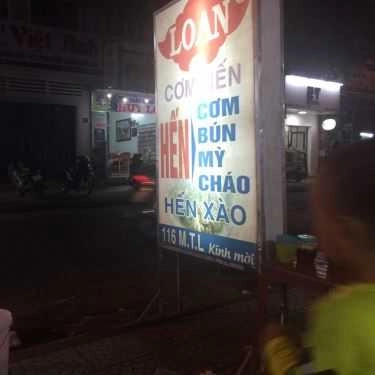 LOAN
CƠM HẾN
HẾN
CƠM
BÚN
MỲ
CHÁO
HẾN XÀO
116 M.T.L Kính mời